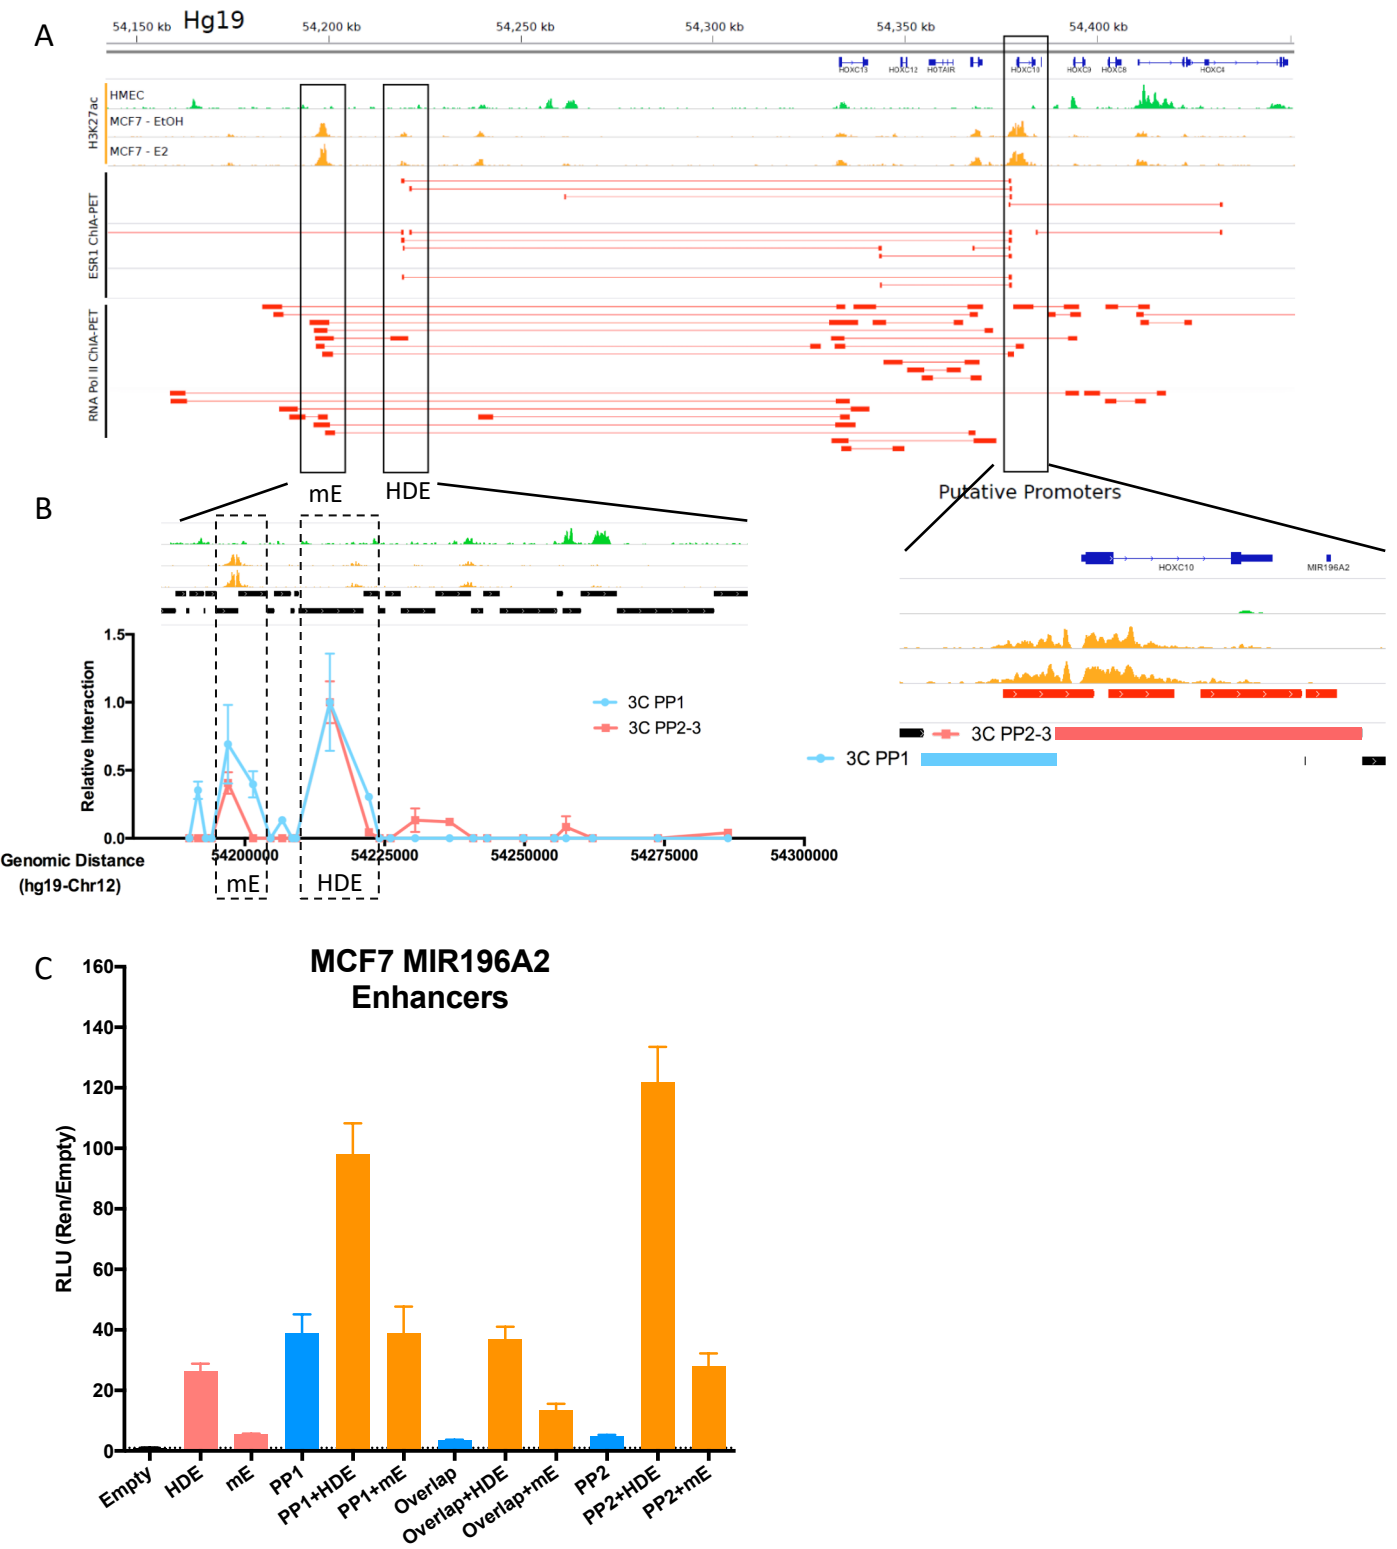 A
Hg19
54,150 kb
54,200 kb
54,250 kb
54,300 kb
54,350 kb
54,400 kb
HOXC13
HOXC12
HOTAIR
HOXC10
HOXC9
HOXC8
HOXC4
H3K27ac
HMEC
MCF7 - EtOH
MCF7 - E2
ESR1 ChIA-PET
RNA Pol II ChIA-PET
mE
HDE
Putative Promoters
B
HOXC10
MIR196A2
3C PP2-3
3C PP1
Relative Interaction
1.5
1.0
0.5
0.0
3C PP1
3C PP2-3
Genomic Distance
(hg19-Chr12)
54200000
54225000
54250000
54275000
54300000
mE
HDE
C
MCF7 MIR196A2
Enhancers
RLU (Ren/Empty)
160
140
120
100
80
60
40
20
0
Empty
HDE
mE
PP1
PP1+HDE
PP1+mE
Overlap
Overlap+HDE
Overlap+mE
PP2
PP2+HDE
PP2+mE